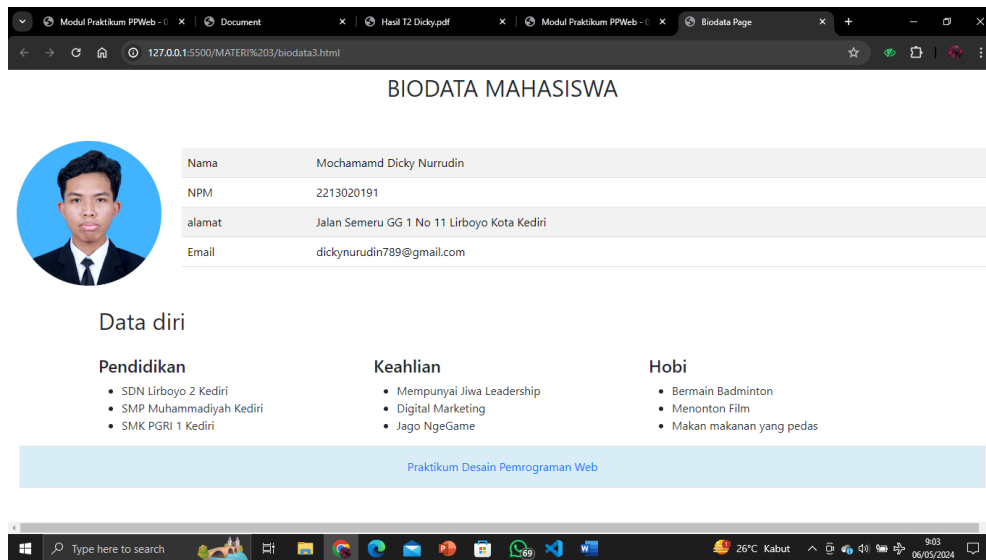 Modul Praktikum PPWeb - 0
Document
Hasil T2 Dicky.pdf
Modul Praktikum PPWeb - 0
Biodata Page
127.0.0.1:5500/MATERI%203/biodata3.html
BIODATA MAHASISWA
Nama Mochamamd Dicky Nurrudin
NPM 2213020191
alamat Jalan Semeru GG 1 No 11 Lirboyo Kota Kediri
Email dickynurudin789@gmail.com
Data diri
Pendidikan
SDN Lirboyo 2 Kediri
SMP Muhammadiyah Kediri
SMK PGRI 1 Kediri
Keahlian
Mempunyai Jiwa Leadership
Digital Marketing
Jago NgeGame
Hobi
Bermain Badminton
Menonton Film
Makan makanan yang pedas
Praktikum Desain Pemrograman Web
Type here to search
69
26°C Kabut
9:03
06/05/2024